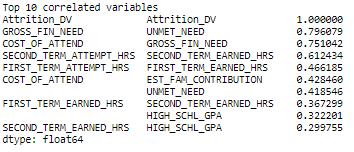 Top 10 correlated variables
Attrition_DV Attrition_DV 1.000000
GROSS_FIN_NEED UNMET_NEED 0.796079
COST_OF_ATTEND GROSS_FIN_NEED 0.751042
SECOND_TERM_ATTEMPT_HRS SECOND_TERM_EARNED_HRS 0.612434
FIRST_TERM_ATTEMPT_HRS FIRST_TERM_EARNED_HRS 0.466185
COST_OF_ATTEND EST_FAM_CONTRIBUTION 0.428460
UNMET_NEED 0.418546
FIRST_TERM_EARNED_HRS SECOND_TERM_EARNED_HRS 0.367299
HIGH_SCHL_GPA 0.322201
SECOND_TERM_EARNED_HRS HIGH_SCHL_GPA 0.299755
dtype: float64